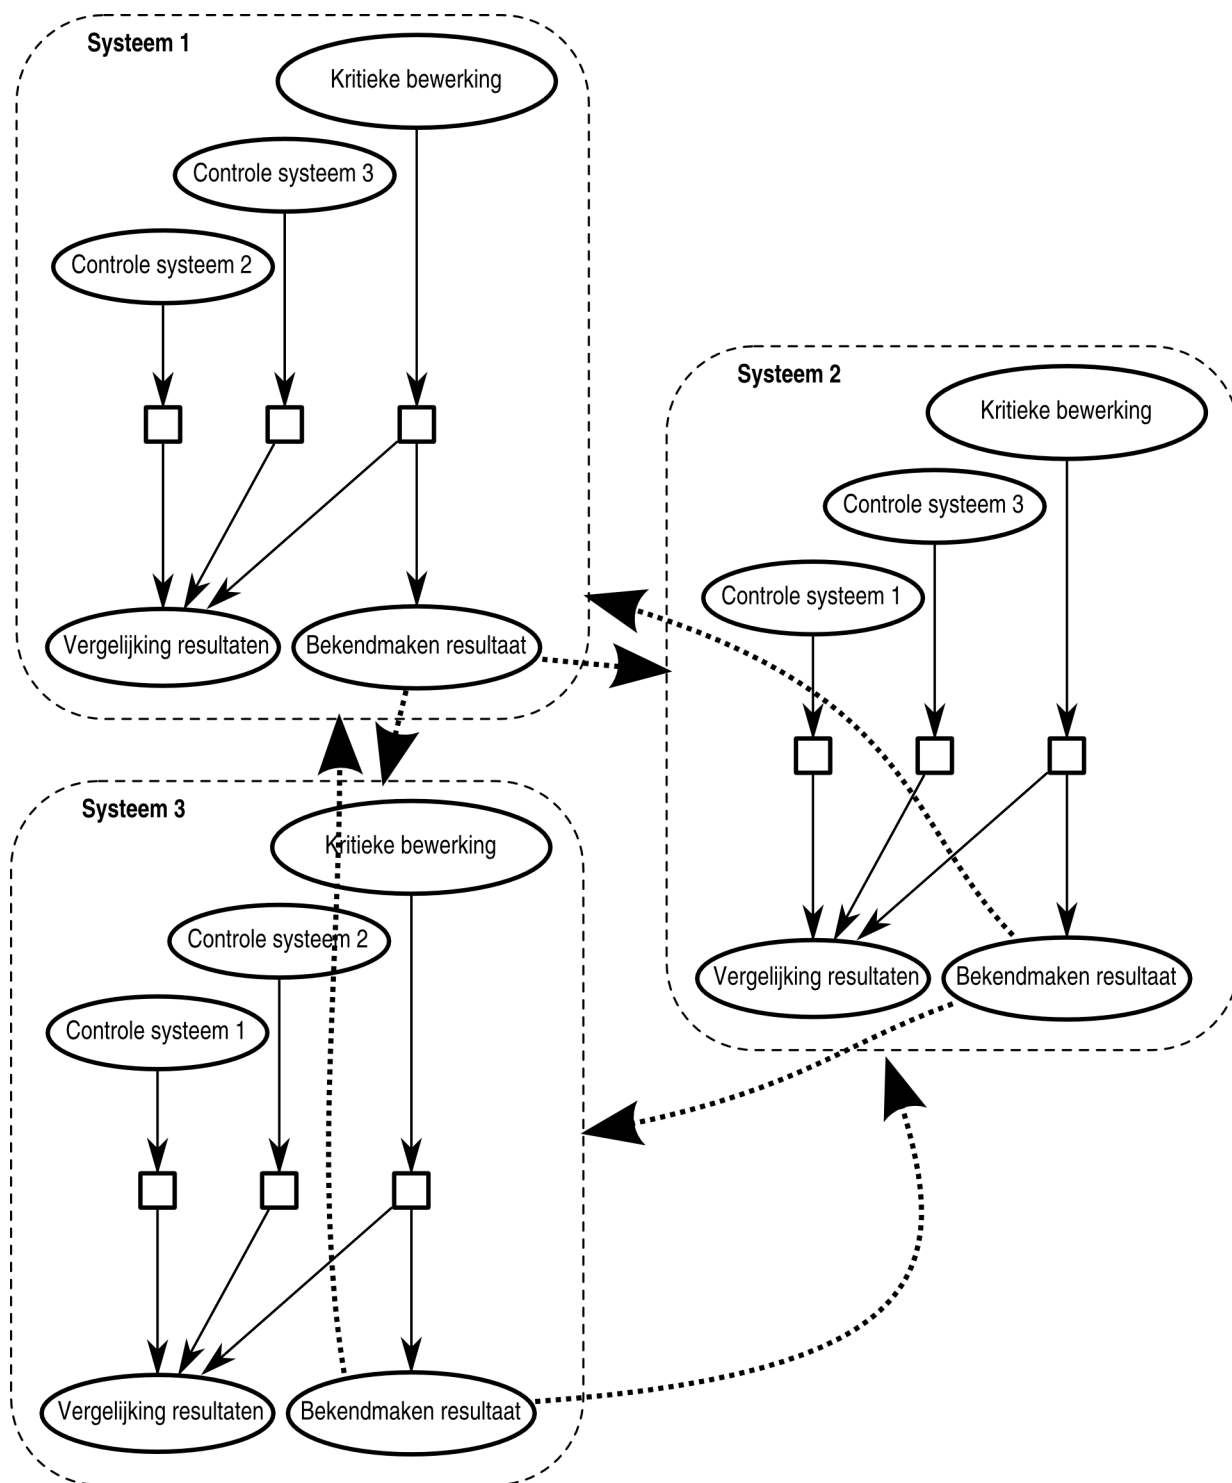 Systeem 1
Kritieke bewerking
Controle systeem 3
Controle systeem 2
Vergelijking resultaten
Bekendmaken resultaat
Systeem 2
Kritieke bewerking
Controle systeem 3
Controle systeem 1
Vergelijking resultaten
Bekendmaken resultaat
Systeem 3
Kritieke bewerking
Controle systeem 2
Controle systeem 1
Vergelijking resultaten
Bekendmaken resultaat